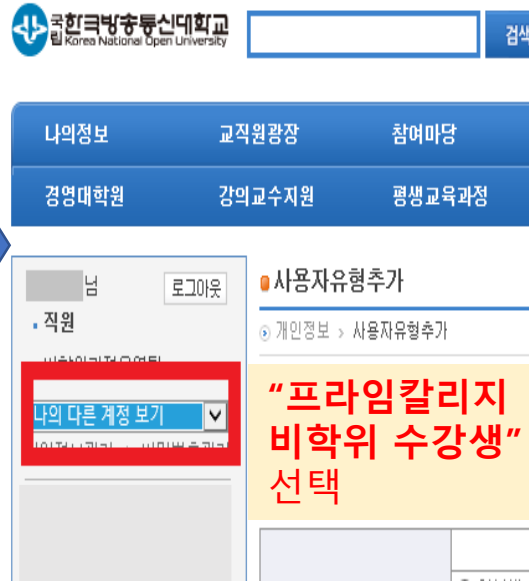 국립 한국방송통신대학교
Korea National Open University
검색
나의정보 교직원광장 참여마당
경영대학원 강의교수지원 평생교육과정
님 로그아웃
직원
사용자유형추가
개인정보 > 사용자유형추가
나의 다른 계정 보기
“프라임칼리지
비학위 수강생”
선택